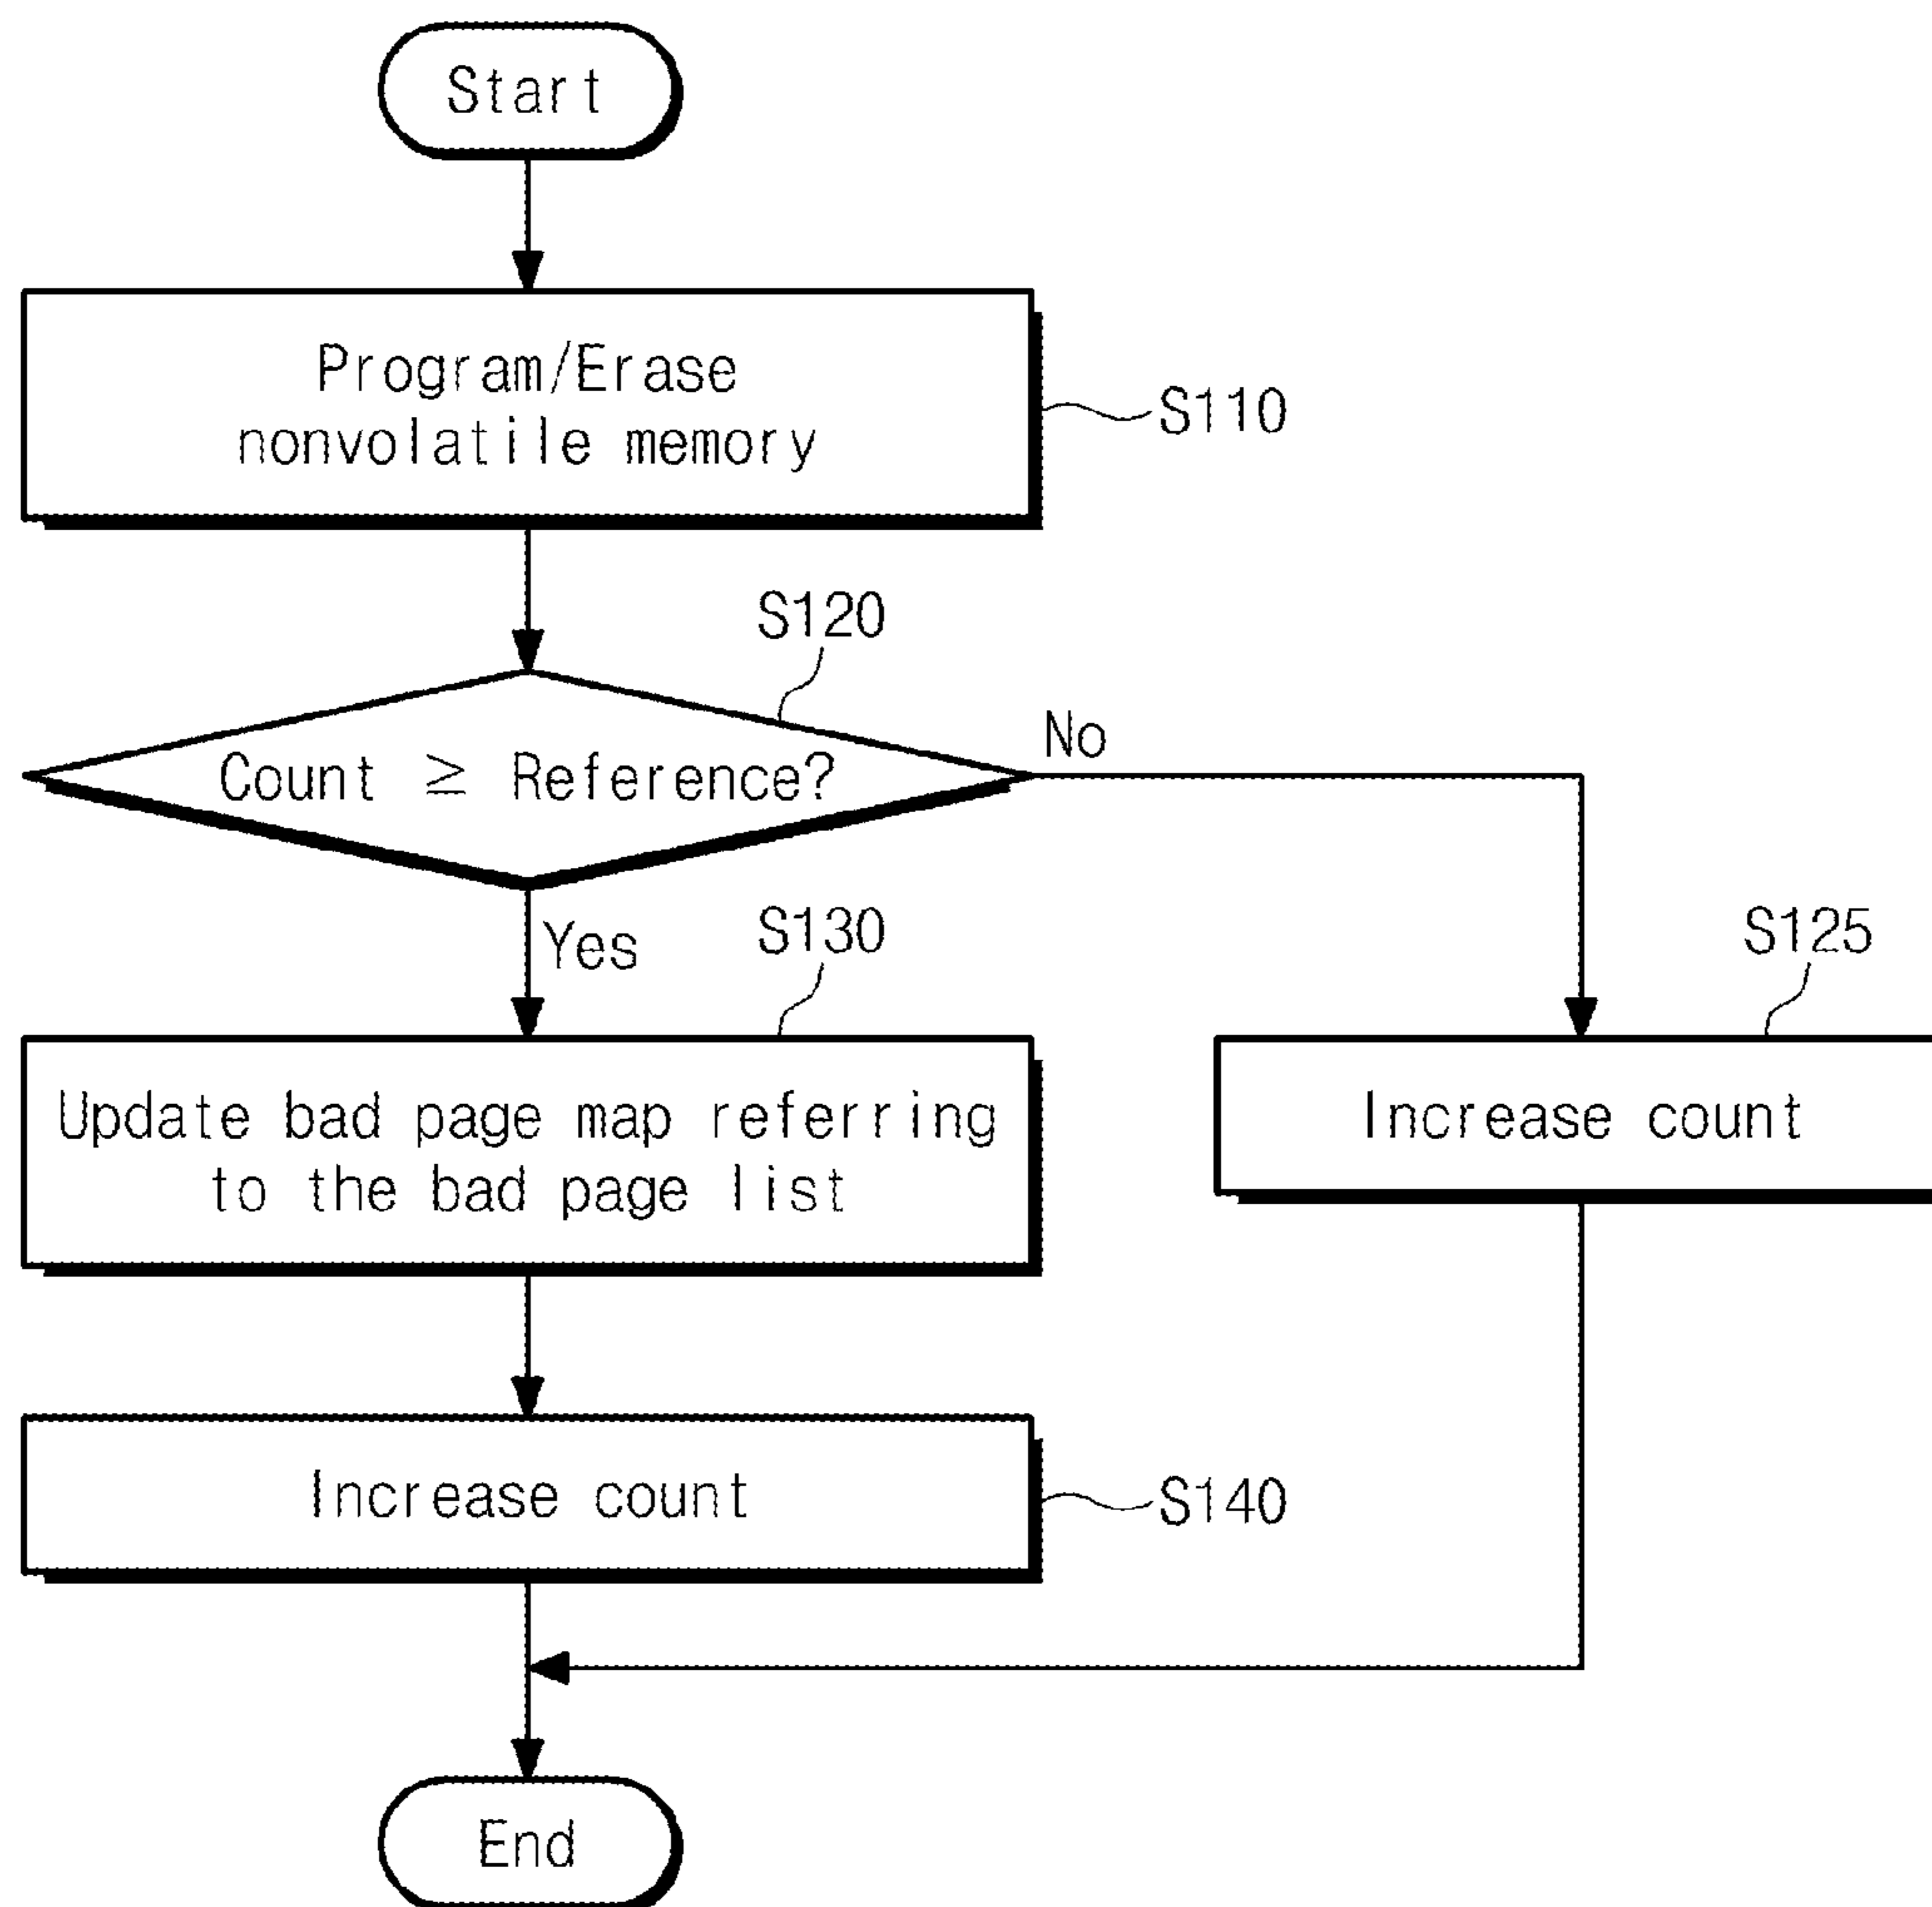 Start
Program/Erase
nonvolatile memory
S110
S120
Count ≥ Reference?
No
Yes
S130
S125
Update bad page map referring
to the bad page list
Increase count
Increase count
S140
End